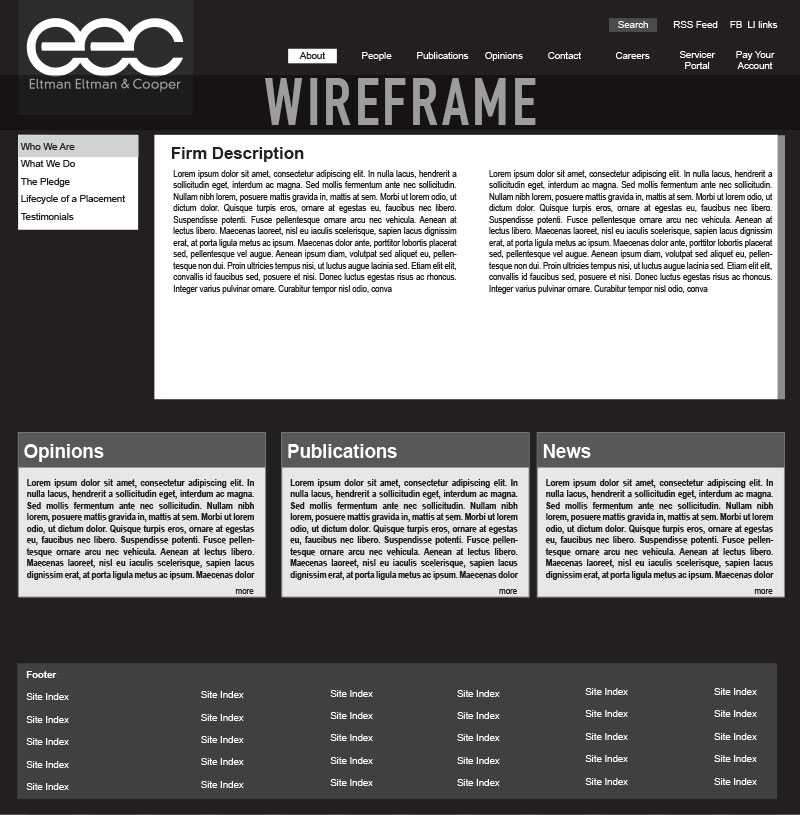 eec
Eltman Eltman & Cooper
Search RSS Feed FB LI links
About People Publications Opinions Contact Careers Servicer Pay Your
Portal Account
WIREFRAME
Who We Are
What We Do
The Pledge
Lifecycle of a Placement
Testimonials
Firm Description
Lorem ipsum dolor sit amet, consectetur adipiscing elit. In nulla lacus, hendrerit a
sollicitudin eget, interdum ac magna. Sed mollis fermentum ante nec sollicitudin.
Nullam nibh lorem, posuere mattis gravida in, mattis at sem. Morbi ut lorem odio, ut
dictum dolor. Quisque turpis eros, ornare at egestas eu, faucibus nec libero.
Suspendisse potenti. Fusce pellentesque ornare arcu nec vehicula. Aenean at
lectus libero. Maecenas laoreet, nisl eu iaculis scelerisque, sapien lacus dignissim
erat, at porta ligula metus ac ipsum. Maecenas dolor ante, porttitor lobortis placerat
sed, pellentesque vel augue. Aenean ipsum diam, volutpat sed aliquet eu, pellen-
tesque non dui. Proin ultricies tempus nisi, ut luctus augue lacinia sed. Etiam elit elit,
convallis id faucibus sed, posuere et nisi. Donec luctus egestas risus ac rhoncus.
Integer varius pulvinar ornare. Curabitur tempor nisl odio, conva
Lorem ipsum dolor sit amet, consectetur adipiscing elit. In nulla lacus, hendrerit a
sollicitudin eget, interdum ac magna. Sed mollis fermentum ante nec sollicitudin.
Nullam nibh lorem, posuere mattis gravida in, mattis at sem. Morbi ut lorem odio, ut
dictum dolor. Quisque turpis eros, ornare at egestas eu, faucibus nec libero.
Suspendisse potenti. Fusce pellentesque ornare arcu nec vehicula. Aenean at
lectus libero. Maecenas laoreet, nisl eu iaculis scelerisque, sapien lacus dignissim
erat, at porta ligula metus ac ipsum. Maecenas dolor ante, porttitor lobortis placerat
sed, pellentesque vel augue. Aenean ipsum diam, volutpat sed aliquet eu, pellen-
tesque non dui. Proin ultricies tempus nisi, ut luctus augue lacinia sed. Etiam elit elit,
convallis id faucibus sed, posuere et nisi. Donec luctus egestas risus ac rhoncus.
Integer varius pulvinar ornare. Curabitur tempor nisl odio, conva
Opinions
Lorem ipsum dolor sit amet, consectetur adipiscing elit. In
nulla lacus, hendrerit a sollicitudin eget, interdum ac magna.
Sed mollis fermentum ante nec sollicitudin. Nullam nibh
lorem, posuere mattis gravida in, mattis at sem. Morbi ut lorem
odio, ut dictum dolor. Quisque turpis eros, ornare at egestas
eu, faucibus nec libero. Suspendisse potenti. Fusce pellen-
tesque ornare arcu nec vehicula. Aenean at lectus libero.
Maecenas laoreet, nisl eu iaculis scelerisque, sapien lacus
dignissim erat, at porta ligula metus ac ipsum. Maecenas dolor
more
Publications
Lorem ipsum dolor sit amet, consectetur adipiscing elit. In
nulla lacus, hendrerit a sollicitudin eget, interdum ac magna.
Sed mollis fermentum ante nec sollicitudin. Nullam nibh
lorem, posuere mattis gravida in, mattis at sem. Morbi ut lorem
odio, ut dictum dolor. Quisque turpis eros, ornare at egestas
eu, faucibus nec libero. Suspendisse potenti. Fusce pellen-
tesque ornare arcu nec vehicula. Aenean at lectus libero.
Maecenas laoreet, nisl eu iaculis scelerisque, sapien lacus
dignissim erat, at porta ligula metus ac ipsum. Maecenas dolor
more
News
Lorem ipsum dolor sit amet, consectetur adipiscing elit. In
nulla lacus, hendrerit a sollicitudin eget, interdum ac magna.
Sed mollis fermentum ante nec sollicitudin. Nullam nibh
lorem, posuere mattis gravida in, mattis at sem. Morbi ut lorem
odio, ut dictum dolor. Quisque turpis eros, ornare at egestas
eu, faucibus nec libero. Suspendisse potenti. Fusce pellen-
tesque ornare arcu nec vehicula. Aenean at lectus libero.
Maecenas laoreet, nisl eu iaculis scelerisque, sapien lacus
dignissim erat, at porta ligula metus ac ipsum. Maecenas dolor
more
Footer
Site Index Site Index Site Index Site Index Site Index Site Index
Site Index Site Index Site Index Site Index Site Index Site Index
Site Index Site Index Site Index Site Index Site Index Site Index
Site Index Site Index Site Index Site Index Site Index Site Index
Site Index Site Index Site Index Site Index Site Index Site Index